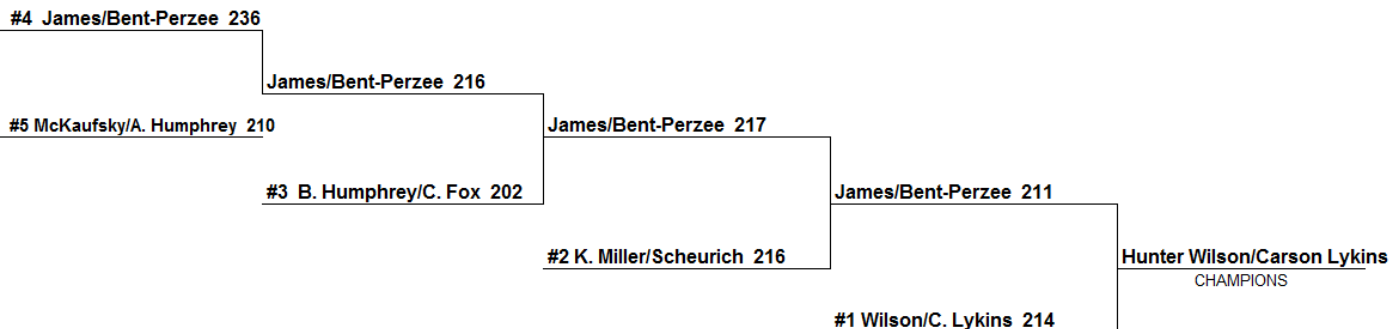 #4 James/Bent-Perzee 236
James/Bent-Perzee 216
#5 McKaufsky/A. Humphrey 210
James/Bent-Perzee 217
#3 B. Humphrey/C. Fox 202
James/Bent-Perzee 211
#2 K. Miller/Scheurich 216
Hunter Wilson/Carson Lykins
CHAMPIONS
#1 Wilson/C. Lykins 214